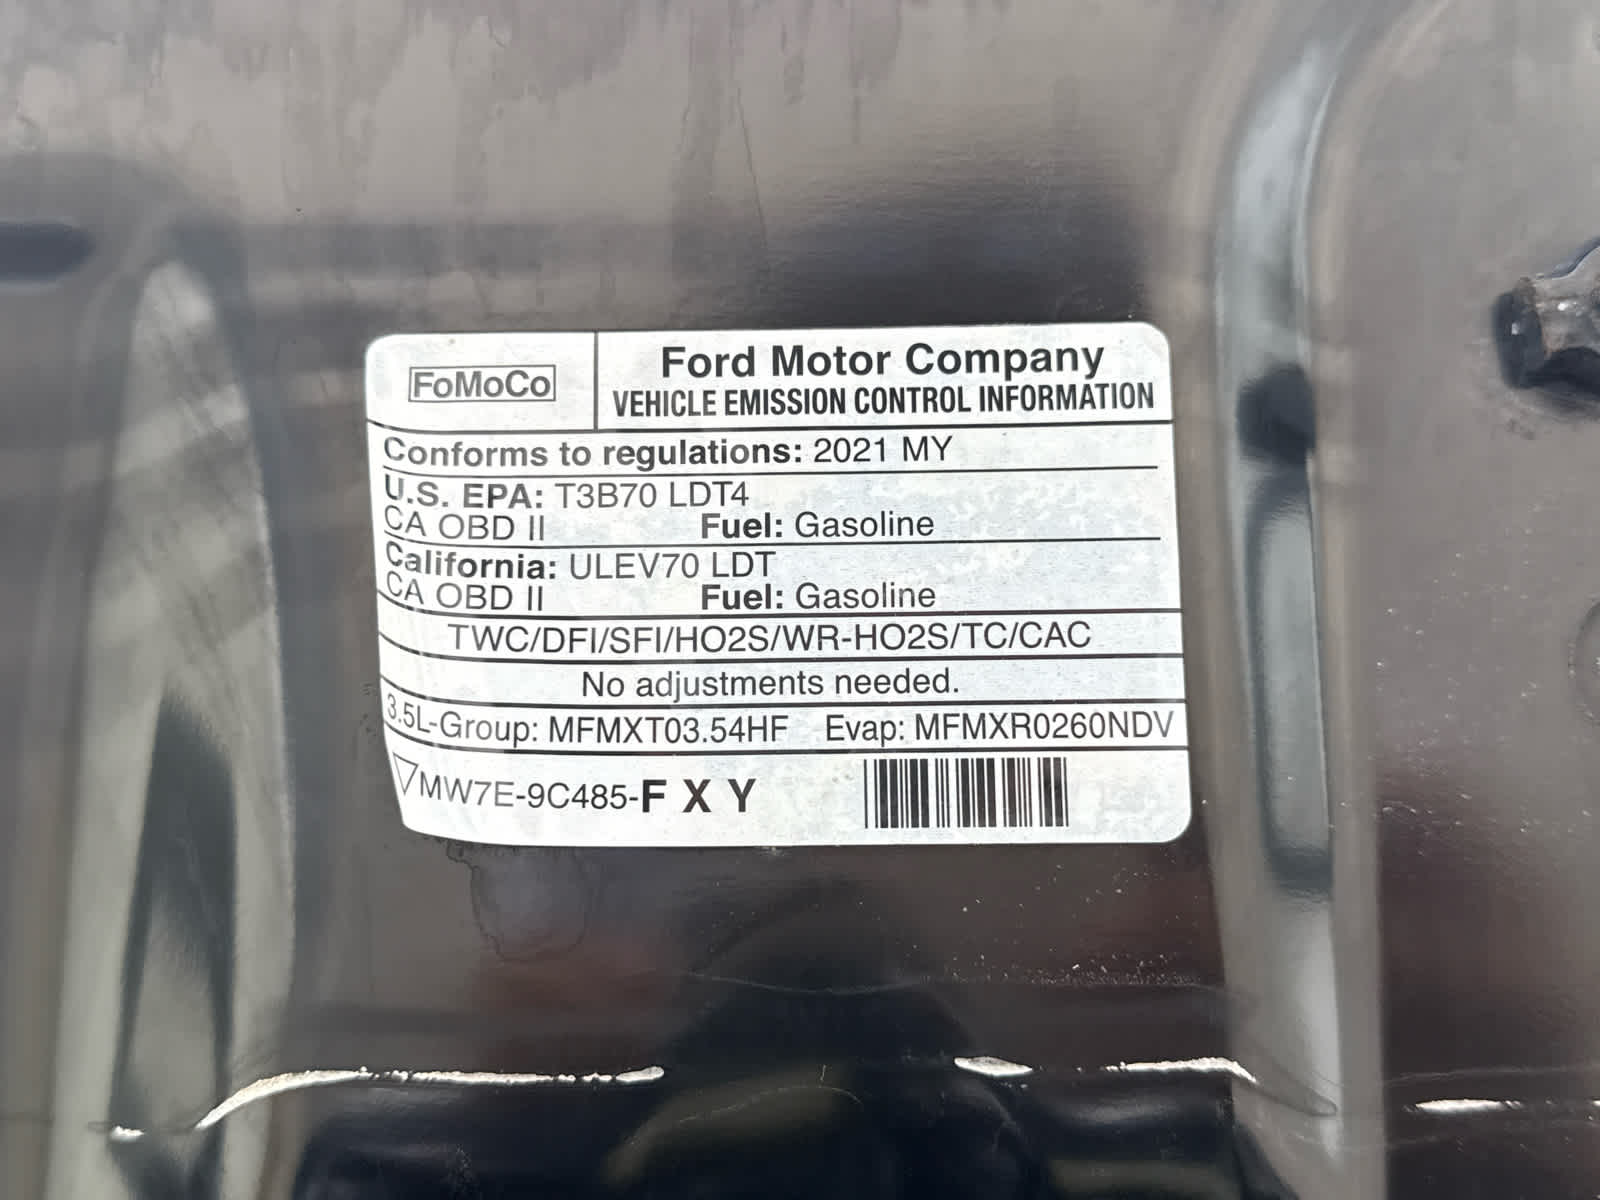 FoMoCo
Ford Motor Company
VEHICLE EMISSION CONTROL INFORMATION
Conforms to regulations: 2021 MY
U.S. EPA: T3B70 LDT4
CA OBD II Fuel: Gasoline
California: ULEV70 LDT
CA OBD II Fuel: Gasoline
TWC/DFI/SFI/HO2S/WR-HO2S/TC/CAC
No adjustments needed.
3.5L-Group: MFMXT03.54HF Evap: MFMXR0260NDV
MW7E-9C485-F X Y